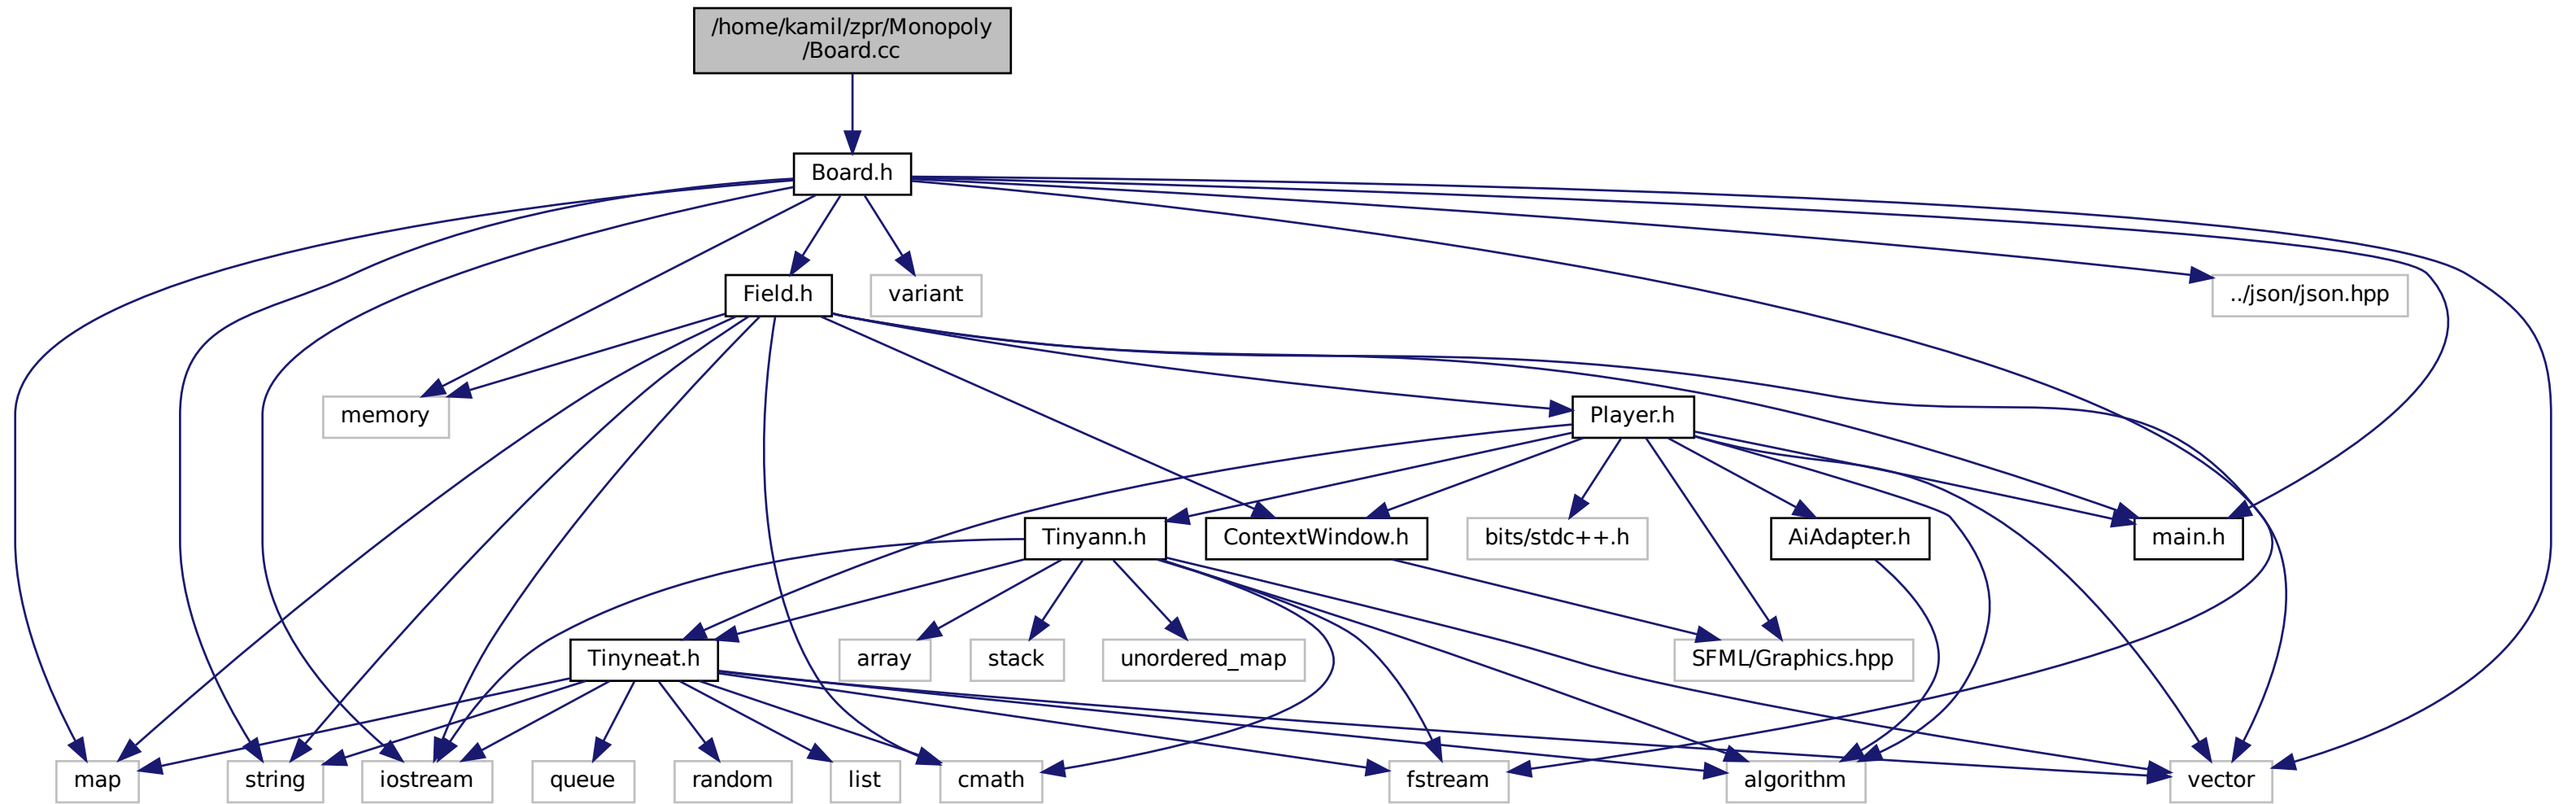 /home/kamil/zpr/Monopoly
/Board.cc
Board.h
Field.h
variant
../json/json.hpp
memory
Player.h
Tinyann.h
ContextWindow.h
bits/stdc++.h
AiAdapter.h
main.h
Tinyneat.h
array
stack
unordered_map
SFML/Graphics.hpp
map
string
iostream
queue
random
list
cmath
fstream
algorithm
vector